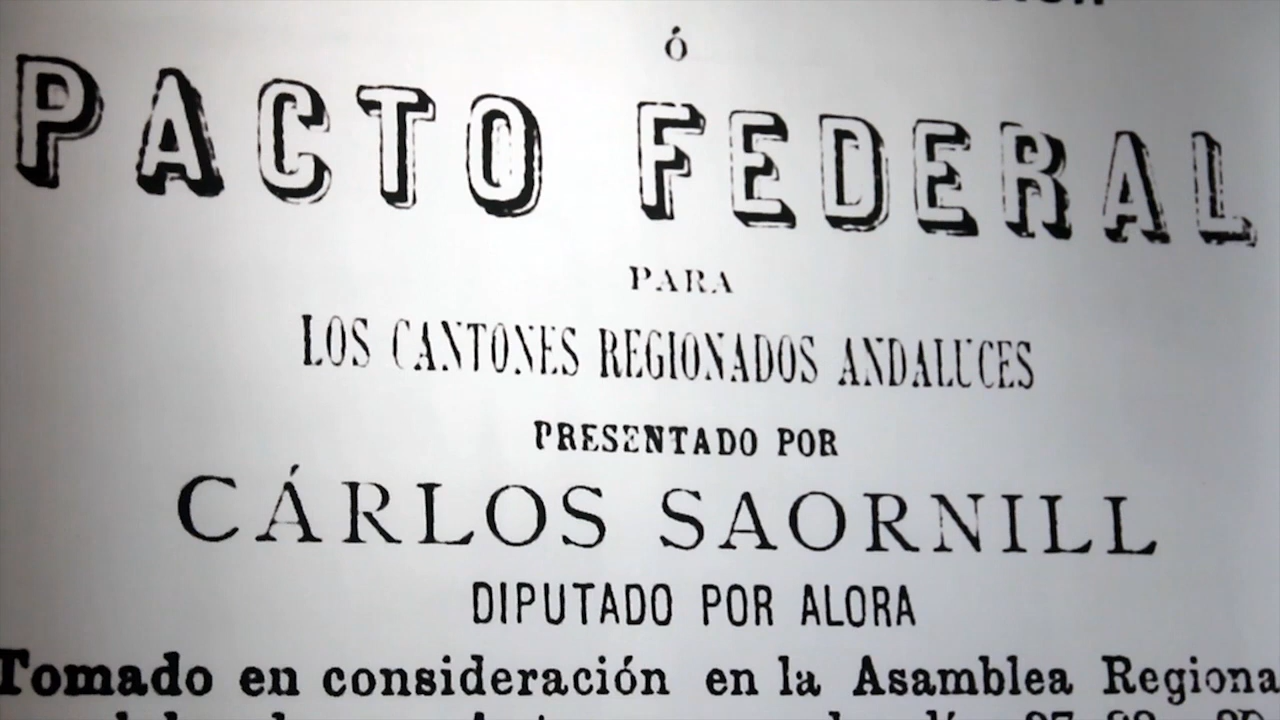 Ó
PACTO FEDERAL
PARA
LOS CANTONES REGIONADOS ANDALUCES
PRESENTADO POR
CÁRLOS SAORNILL
DIPUTADO POR ALORA
Tomado en consideración en la Asamblea Regiona